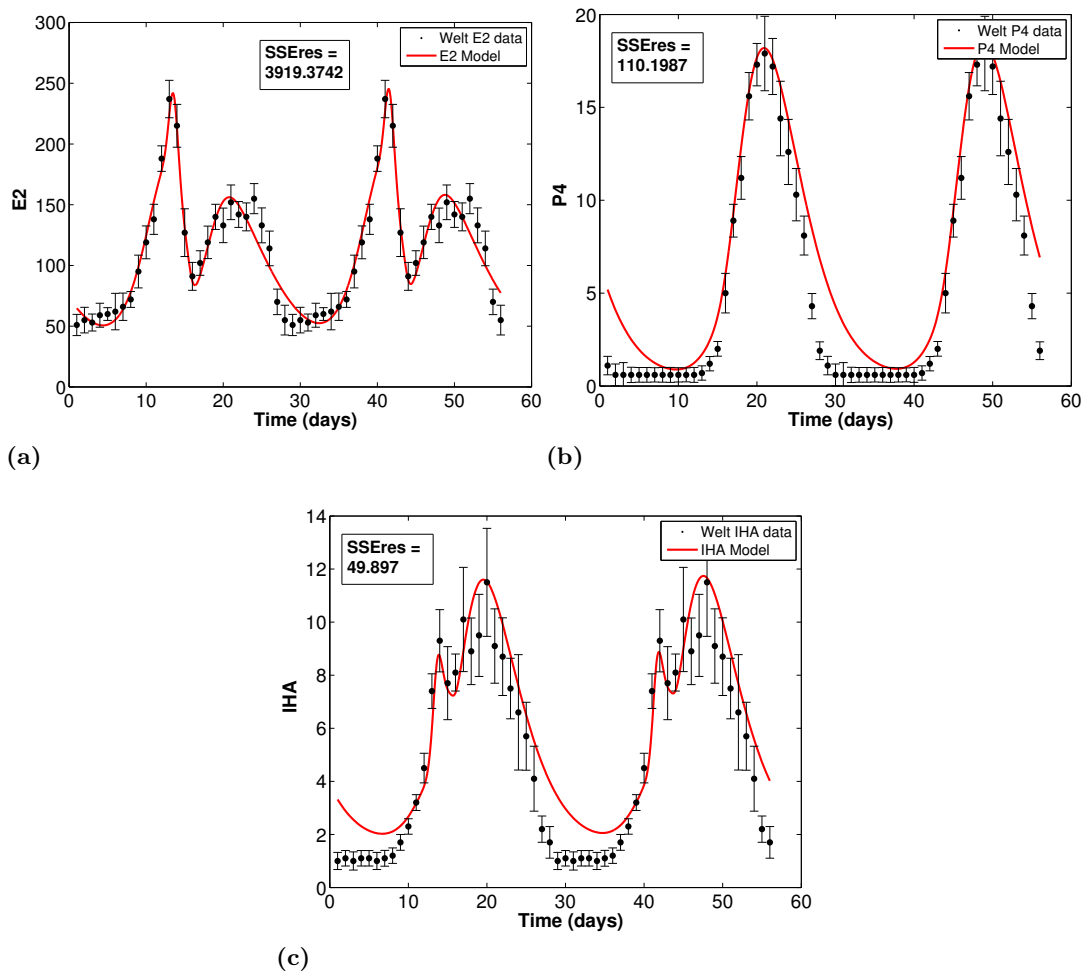 300
250
200
150
100
50
0
E2
SSEres =
3919.3742
Welt E2 data
E2 Model
0 10 20 30 40 50 60
Time (days)
(a)
20
15
10
5
0
P4
SSEres =
110.1987
Welt P4 data
P4 Model
0 10 20 30 40 50 60
Time (days)
(b)
14
12
10
8
6
4
2
0
IHA
SSEres =
49.897
Welt IHA data
IHA Model
0 10 20 30 40 50 60
Time (days)
(c)